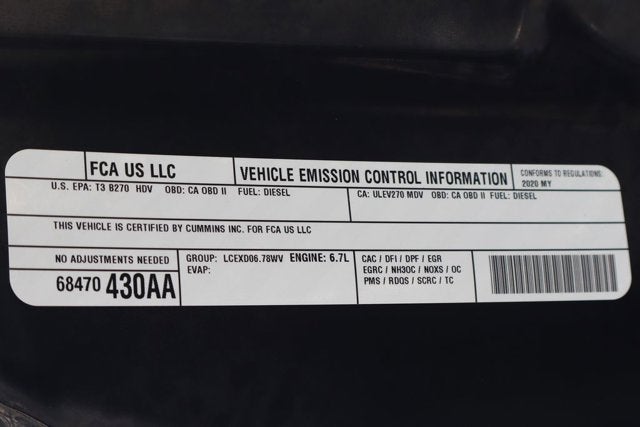 FCA US LLC
VEHICLE EMISSION CONTROL INFORMATION
CONFORMS TO REGULATIONS:
2020 MY
U.S. EPA: T3 B270 HDV OBD: CA OBD II FUEL: DIESEL
CA: ULEV270 MDV OBD: CA OBD II FUEL: DIESEL
THIS VEHICLE IS CERTIFIED BY CUMMINS INC. FOR FCA US LLC
NO ADJUSTMENTS NEEDED
68470 430AA
GROUP: LCEXD06.78WV ENGINE: 6.7L
EVAP:
CAC / DFI / DPF / EGR
EGRC / NH3OC / NOXS / OC
PMS / RDQS / SCRC / TC